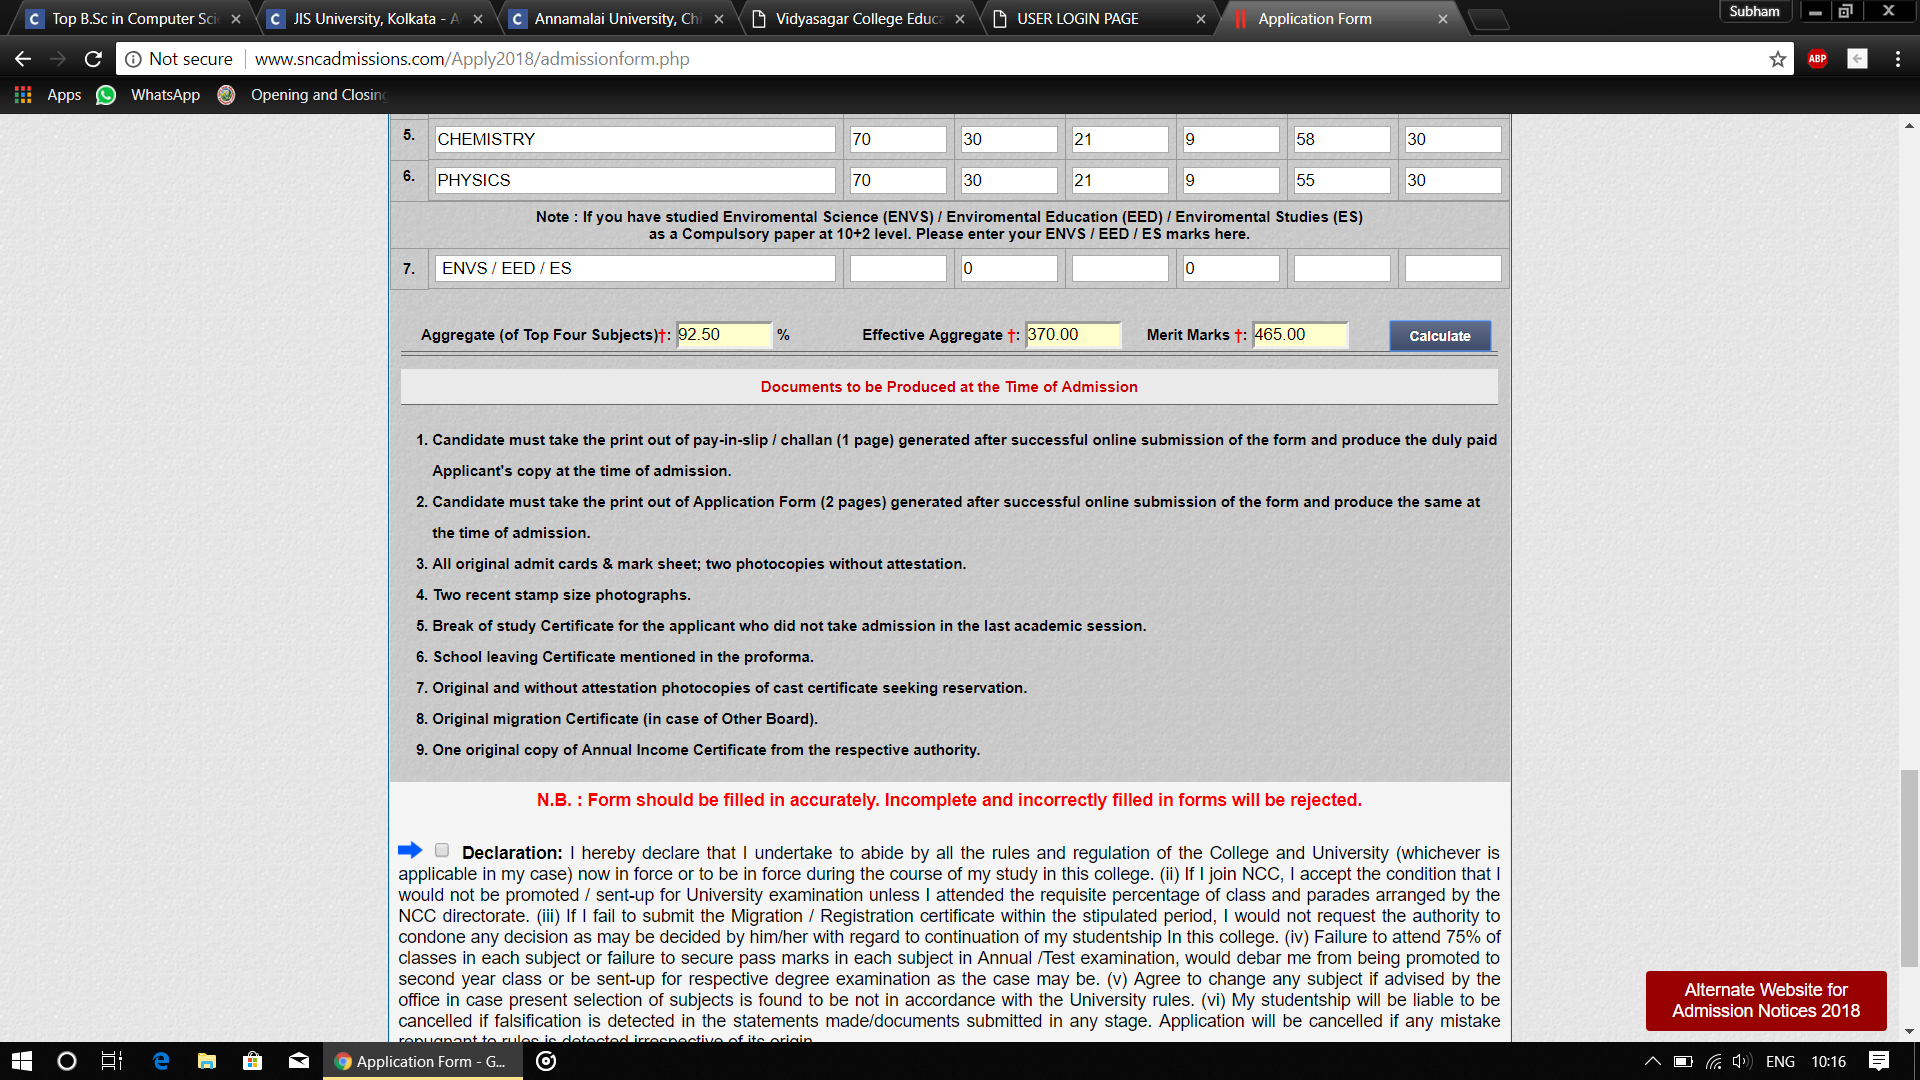 Top B.Sc in Computer Sci
JIS University, Kolkata - A
Annamalai University, Chi
Vidyasagar College Educa
USER LOGIN PAGE
Application Form
Subham
Not secure
www.sncadmissions.com/Apply2018/admissionform.php
ABP
Apps
WhatsApp
Opening and Closing
5. CHEMISTRY 70 30 21 9 58 30
6. PHYSICS 70 30 21 9 55 30
Note : If you have studied Enviromental Science (ENVS) / Enviromental Education (EED) / Enviromental Studies (ES)
as a Compulsory paper at 10+2 level. Please enter your ENVS / EED / ES marks here.
7. ENVS / EED / ES 0 0
Aggregate (of Top Four Subjects)†: 92.50 % Effective Aggregate †: 370.00 Merit Marks †: 465.00 Calculate
Documents to be Produced at the Time of Admission
1. Candidate must take the print out of pay-in-slip / challan (1 page) generated after successful online submission of the form and produce the duly paid
Applicant's copy at the time of admission.
2. Candidate must take the print out of Application Form (2 pages) generated after successful online submission of the form and produce the same at
the time of admission.
3. All original admit cards & mark sheet; two photocopies without attestation.
4. Two recent stamp size photographs.
5. Break of study Certificate for the applicant who did not take admission in the last academic session.
6. School leaving Certificate mentioned in the proforma.
7. Original and without attestation photocopies of cast certificate seeking reservation.
8. Original migration Certificate (in case of Other Board).
9. One original copy of Annual Income Certificate from the respective authority.
N.B. : Form should be filled in accurately. Incomplete and incorrectly filled in forms will be rejected.
Declaration: I hereby declare that I undertake to abide by all the rules and regulation of the College and University (whichever is
applicable in my case) now in force or to be in force during the course of my study in this college. (ii) If I join NCC, I accept the condition that I
would not be promoted / sent-up for University examination unless I attended the requisite percentage of class and parades arranged by the
NCC directorate. (iii) If I fail to submit the Migration / Registration certificate within the stipulated period, I would not request the authority to
condone any decision as may be decided by him/her with regard to continuation of my studentship In this college. (iv) Failure to attend 75% of
classes in each subject or failure to secure pass marks in each subject in Annual /Test examination, would debar me from being promoted to
second year class or be sent-up for respective degree examination as the case may be. (v) Agree to change any subject if advised by the
office in case present selection of subjects is found to be not in accordance with the University rules. (vi) My studentship will be liable to be
cancelled if falsification is detected in the statements made/documents submitted in any stage. Application will be cancelled if any mistake
repugnant to rules is detected irrespective of its origin
Alternate Website for
Admission Notices 2018
Application Form - G...
ENG
10:16